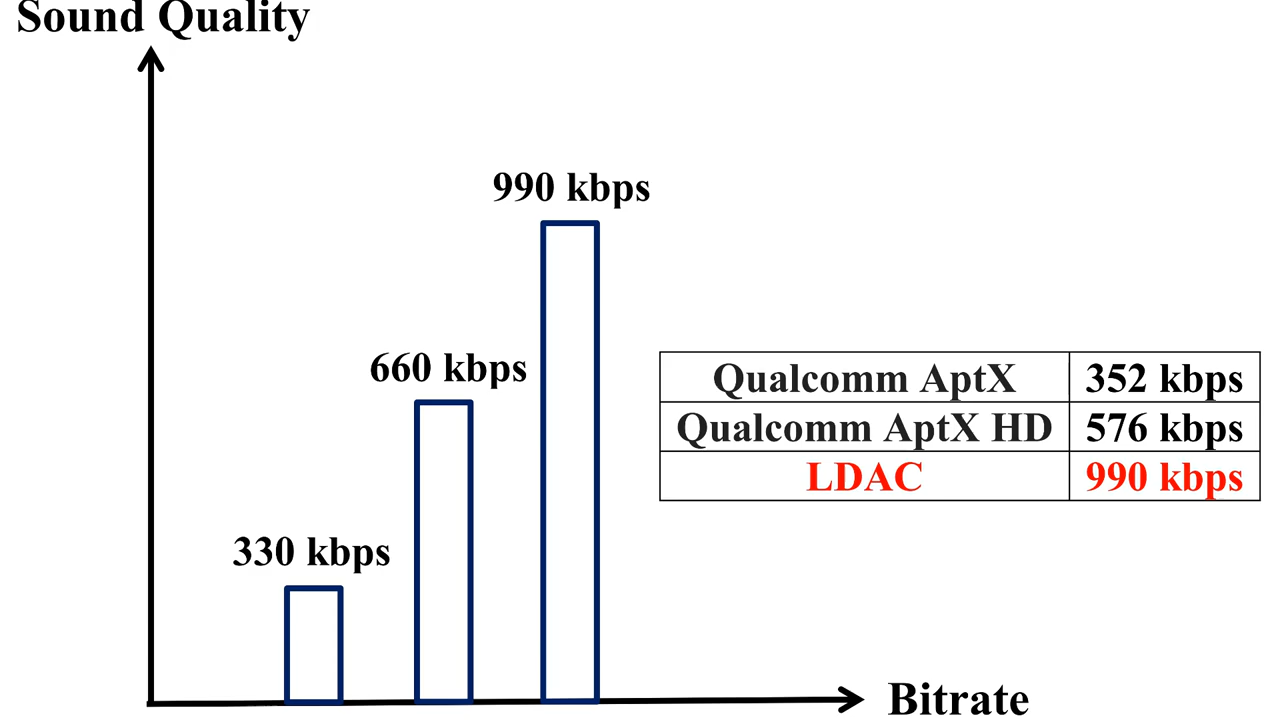 Sound Quality
990 kbps
660 kbps
330 kbps
Qualcomm AptX 352 kbps
Qualcomm AptX HD 576 kbps
LDAC 990 kbps
Bitrate